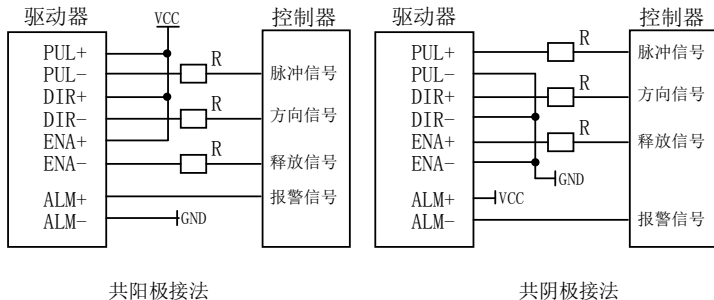 驱动器
VCC
控制器
PUL+
PUL-
R
脉冲信号
DIR+
DIR-
R
方向信号
ENA+
ENA-
R
释放信号
ALM+
报警信号
ALM-
GND
共阳极接法
驱动器
控制器
PUL+
R
脉冲信号
PUL-
DIR+
R
方向信号
DIR-
ENA+
R
释放信号
ENA-
GND
ALM+
VCC
ALM-
报警信号
共阴极接法